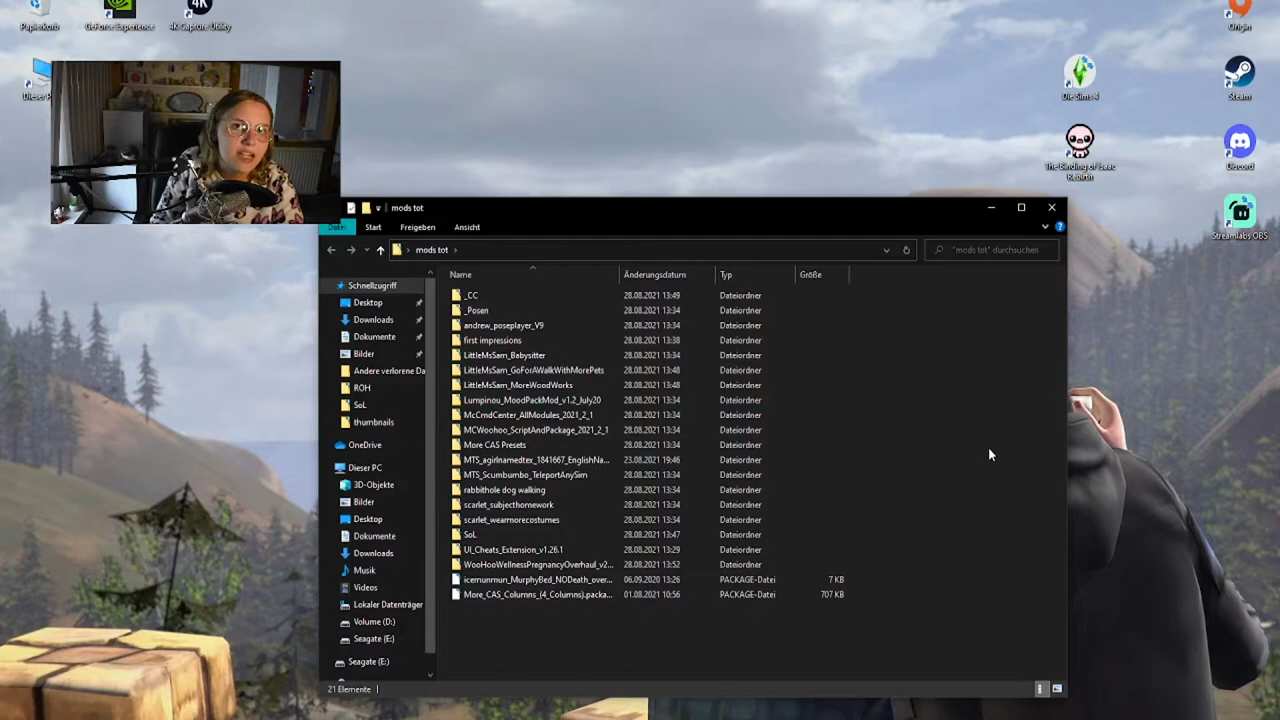 Papierkorb
GeForce Experience
4K Capture Utility
Origin
Dieser P
Die Sims 4
Steam
The Binding of Isaac
Rebirth
Discord
Streamlabs OBS
mods tot
Datei Start Freigeben Ansicht
mods tot
"mods tot" durchsuchen
Name Änderungsdatum Typ Größe
Schnellzugriff
Desktop
Downloads
Dokumente
Bilder
Andere verlorene Da
ROH
SoL
thumbnails
OneDrive
Dieser PC
3D-Objekte
Bilder
Desktop
Dokumente
Downloads
Musik
Videos
Lokaler Datenträger
Volume (D:)
Seagate (E:)
Seagate (E:)
_CC 28.08.2021 13:49 Dateiordner
_Posen 28.08.2021 13:34 Dateiordner
andrew_poseplayer_V9 28.08.2021 13:34 Dateiordner
first impressions 28.08.2021 13:38 Dateiordner
LittleMsSam_Babysitter 28.08.2021 13:34 Dateiordner
LittleMsSam_GoForAWalkWithMorePets 28.08.2021 13:48 Dateiordner
LittleMsSam_MoreWoodWorks 28.08.2021 13:48 Dateiordner
Lumpinou_MoodPackMod_v1.2_July20 28.08.2021 13:34 Dateiordner
McCmdCenter_AllModules_2021_2_1 28.08.2021 13:34 Dateiordner
MCWoohoo_ScriptAndPackage_2021_2_1 28.08.2021 13:34 Dateiordner
More CAS Presets 28.08.2021 13:34 Dateiordner
MTS_agirlnamedtex_1841667_EnglishNa... 23.08.2021 19:46 Dateiordner
MTS_Scumbumbo_TeleportAnySim 28.08.2021 13:34 Dateiordner
rabbithole dog walking 28.08.2021 13:34 Dateiordner
scarlet_subjecthomework 28.08.2021 13:34 Dateiordner
scarlet_wearmorecostumes 28.08.2021 13:34 Dateiordner
SoL 28.08.2021 13:47 Dateiordner
UI_Cheats_Extension_v1.26.1 28.08.2021 13:29 Dateiordner
WooHooWellnessPregnancyOverhaul_v2... 28.08.2021 13:52 Dateiordner
icemunmun_MurphyBed_NODeath_over... 06.09.2020 13:26 PACKAGE-Datei 7 KB
More_CAS_Columns_(4_Columns).packa... 01.08.2021 10:56 PACKAGE-Datei 707 KB
21 Elemente